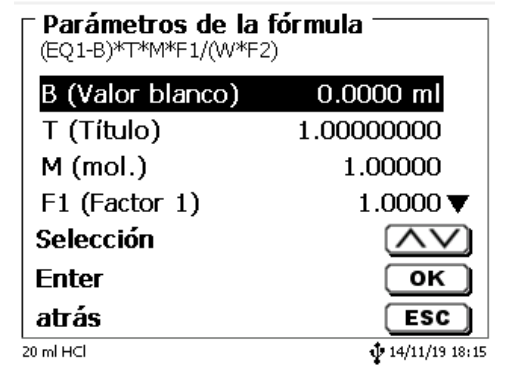 Parámetros de la fórmula
(EQ1-B)*T*M*F1/(W*F2)
B (Valor blanco) 0.0000 ml
T (Título) 1.00000000
M (mol.) 1.00000
F1 (Factor 1) 1.0000
Selección
Enter OK
atrás ESC
20 ml HCl 14/11/19 18:15